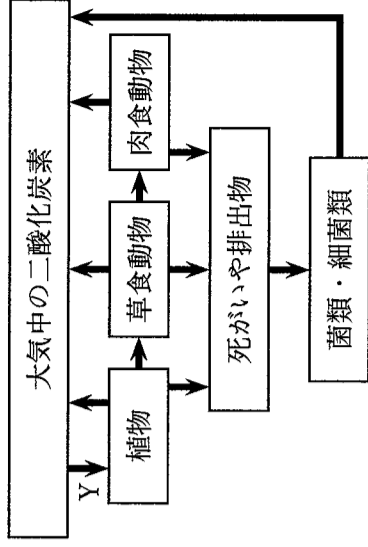 大気中の二酸化炭素
Y
植物
草食動物
肉食動物
死がいや排出物
菌類・細菌類